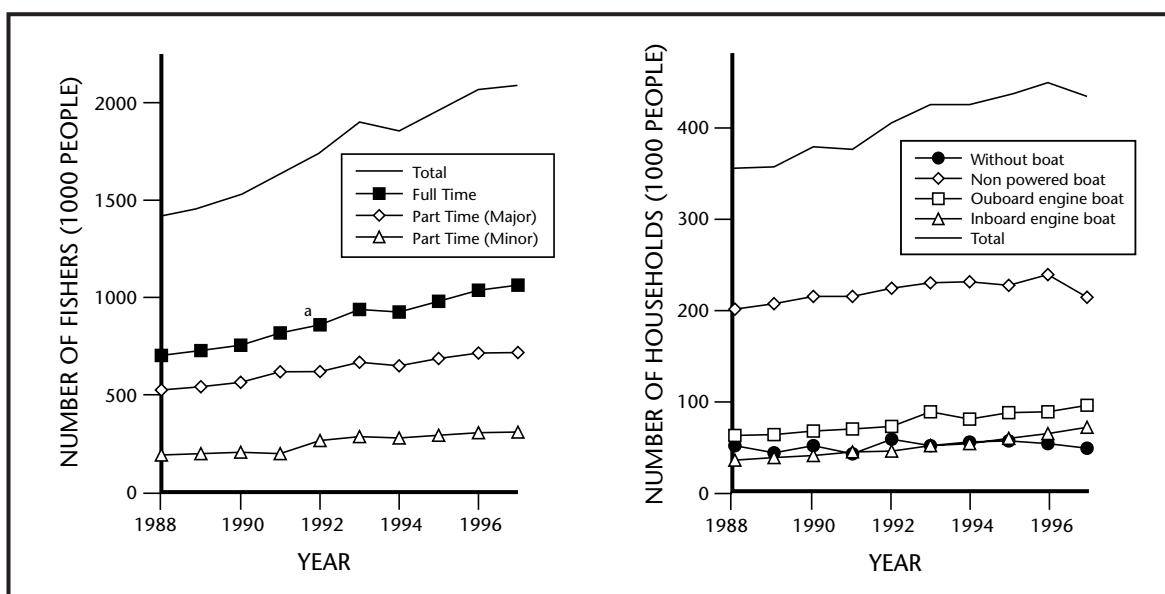 NUMBER OF FISHERS (1000 PEOPLE)
2000
1500
1000
500
0
Total
Full Time
Part Time (Major)
Part Time (Minor)
a
1988
1990
1992
1994
1996
YEAR
NUMBER OF HOUSEHOLDS (1000 PEOPLE)
400
300
200
100
0
Without boat
Non powered boat
Ouboard engine boat
Inboard engine boat
Total
1988
1990
1992
1994
1996
YEAR